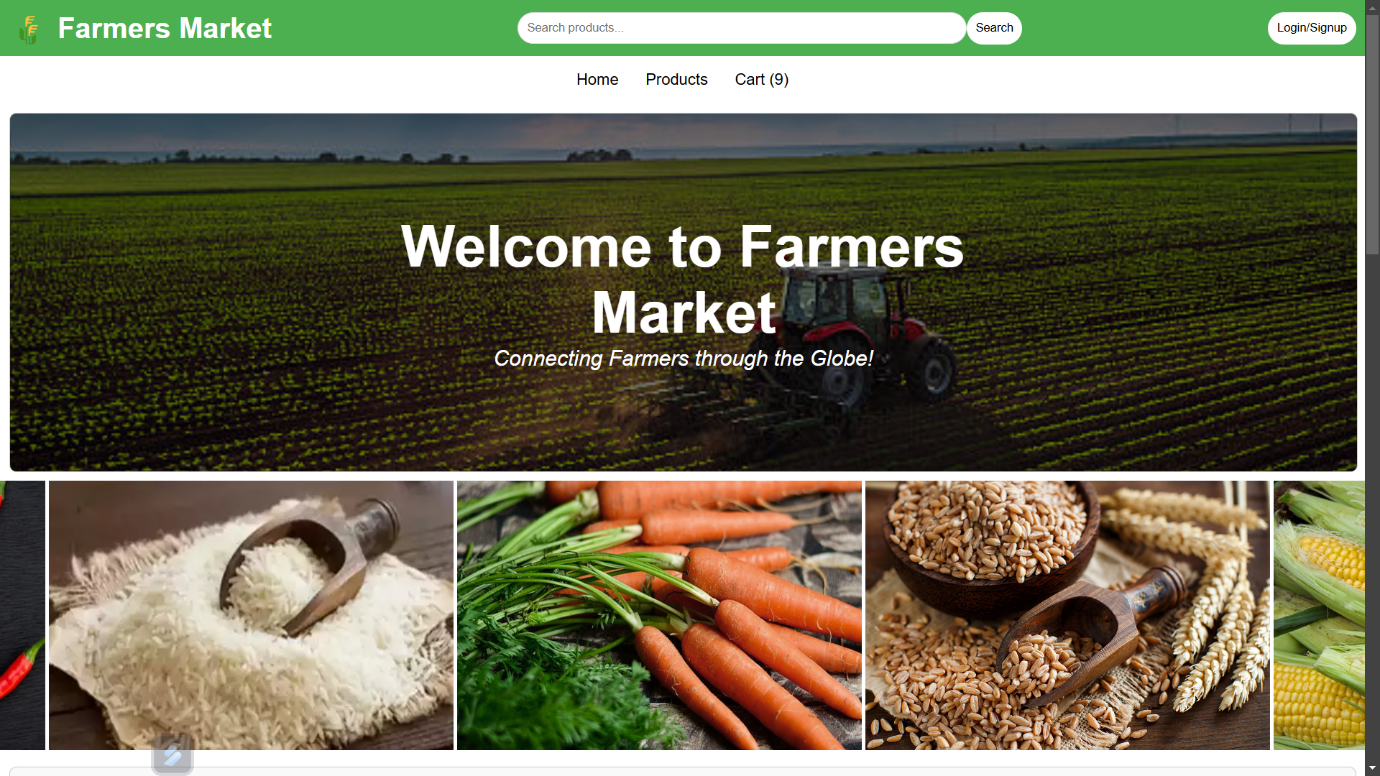 Farmers Market
Search products...
Search
Login/Signup
Home
Products
Cart (9)
Welcome to Farmers
Market
Connecting Farmers through the Globe!